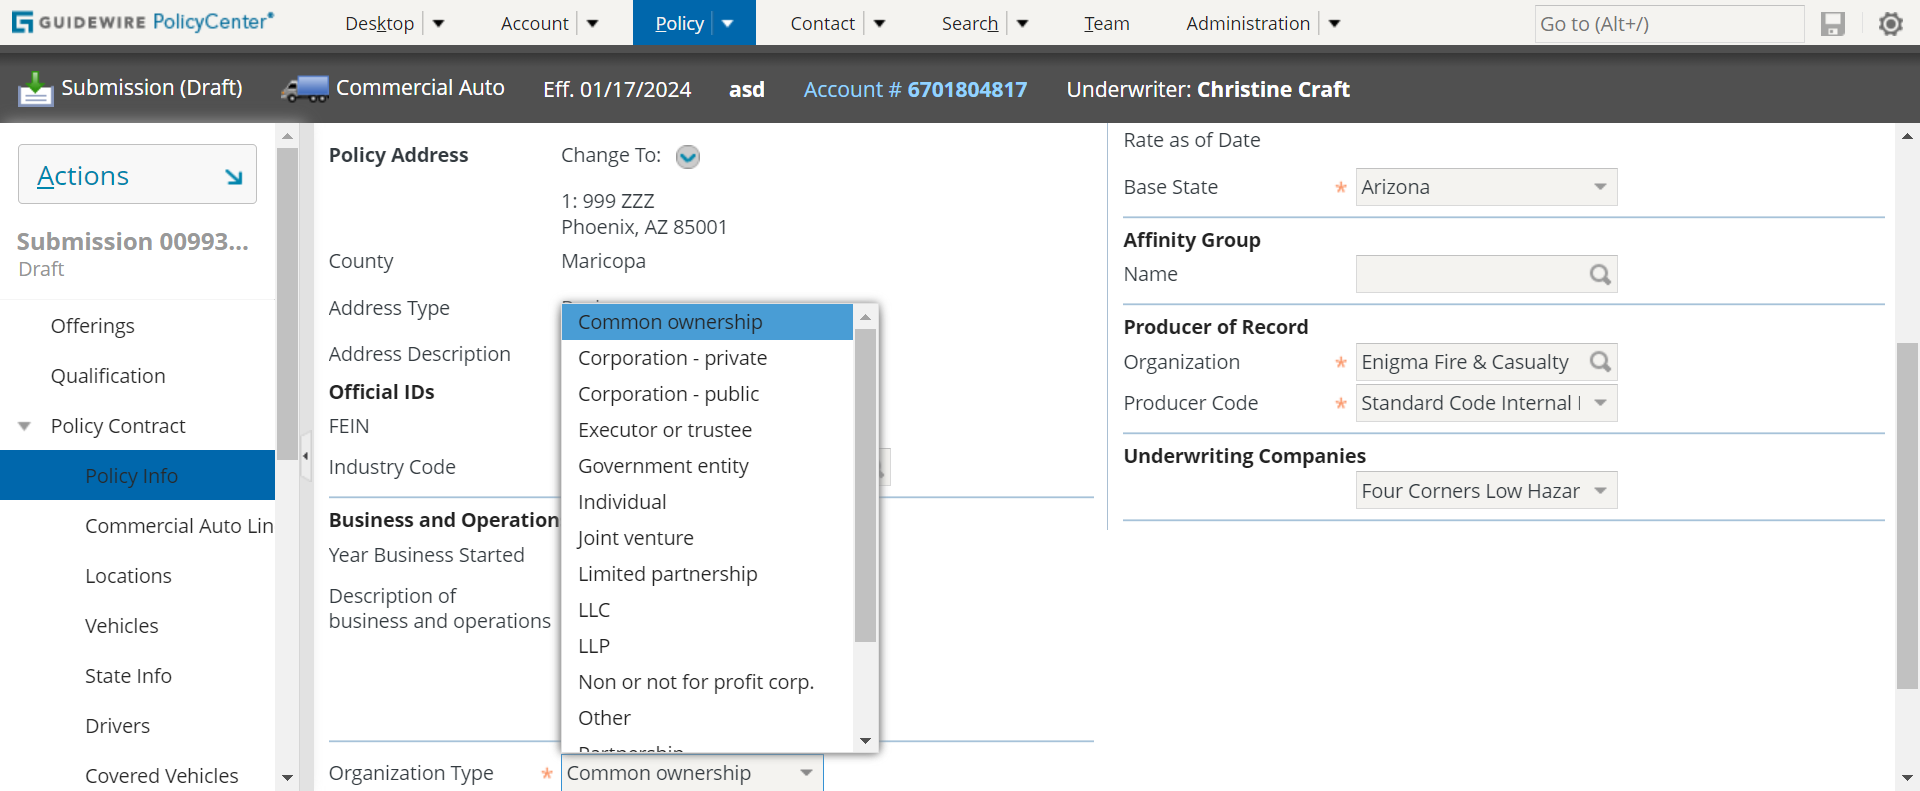 GUIDEWIRE PolicyCenter®
Desktop
Account
Policy
Contact
Search
Team
Administration
Go to (Alt+/)
Submission (Draft)
Commercial Auto
Eff. 01/17/2024
asd
Account # 6701804817
Underwriter: Christine Craft
Actions
Submission 00993...
Draft
Offerings
Qualification
Policy Contract
Policy Info
Commercial Auto Lin
Locations
Vehicles
State Info
Drivers
Covered Vehicles
Policy Address
Change To:
1: 999 ZZZ
Phoenix, AZ 85001
County
Maricopa
Address Type
Address Description
Official IDs
FEIN
Industry Code
Business and Operation
Year Business Started
Description of
business and operations
Common ownership
Corporation - private
Corporation - public
Executor or trustee
Government entity
Individual
Joint venture
Limited partnership
LLC
LLP
Non or not for profit corp.
Other
Partnership
Organization Type * Common ownership
Rate as of Date
Base State * Arizona
Affinity Group
Name
Producer of Record
Organization * Enigma Fire & Casualty
Producer Code * Standard Code Internal
Underwriting Companies
Four Corners Low Hazar